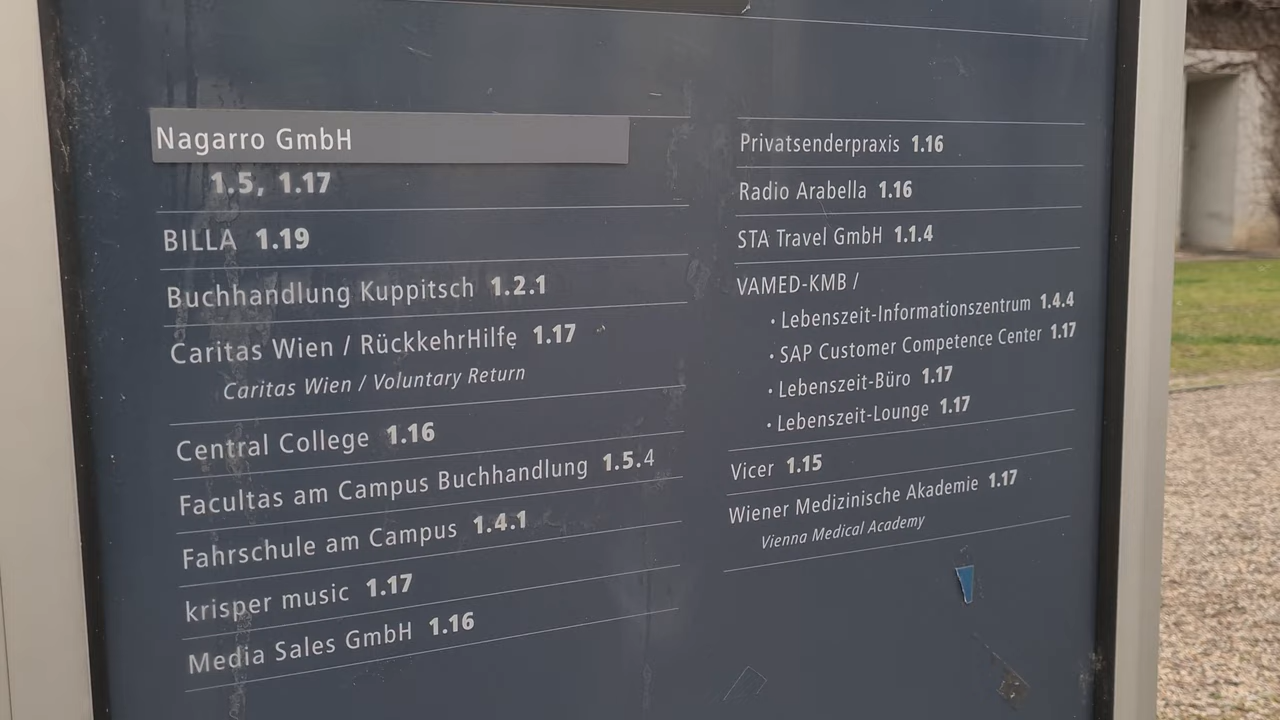 Nagarro GmbH
1.5, 1.17
BILLA 1.19
Buchhandlung Kuppitsch 1.2.1
Caritas Wien / RückkehrHilfe 1.17
Caritas Wien / Voluntary Return
Central College 1.16
Facultas am Campus Buchhandlung 1.5.4
Fahrschule am Campus 1.4.1
krisper music 1.17
Media Sales GmbH 1.16
Privatsenderpraxis 1.16
Radio Arabella 1.16
STA Travel GmbH 1.1.4
VAMED-KMB /
• Lebenszeit-Informationszentrum 1.4.4
• SAP Customer Competence Center 1.17
• Lebenszeit-Büro 1.17
• Lebenszeit-Lounge 1.17
Vicer 1.15
Wiener Medizinische Akademie 1.17
Vienna Medical Academy